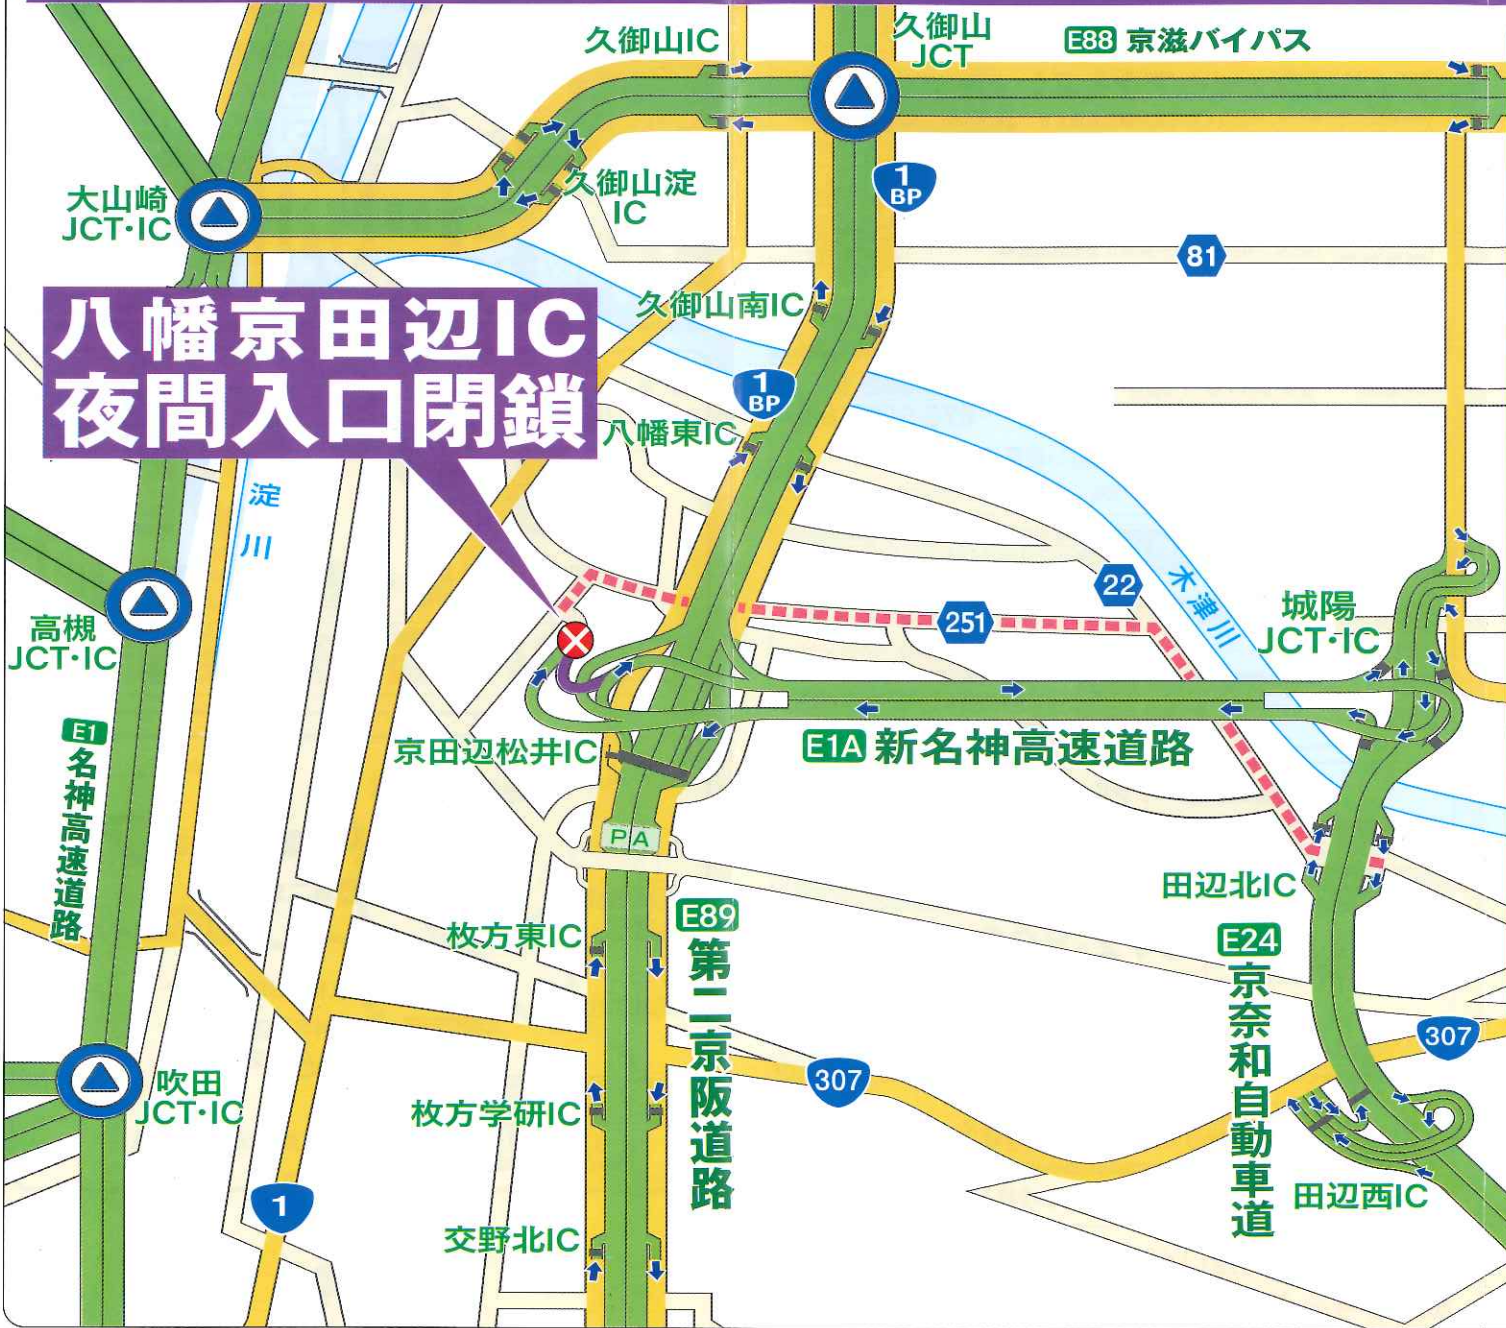 久御山IC
久御山
JCT
E88 京滋バイパス
大山崎
JCT・IC
久御山淀
IC
1
BP
81
久御山南IC
八幡京田辺IC
夜間入口閉鎖
1
BP
八幡東IC
淀川
22
木津川
251
城陽
JCT・IC
高槻
JCT・IC
E1
名神高速道路
京田辺松井IC
E1A 新名神高速道路
PA
田辺北IC
枚方東IC
E89
第二京阪道路
E24
京奈和自動車道
307
307
吹田
JCT・IC
枚方学研IC
1
田辺西IC
交野北IC